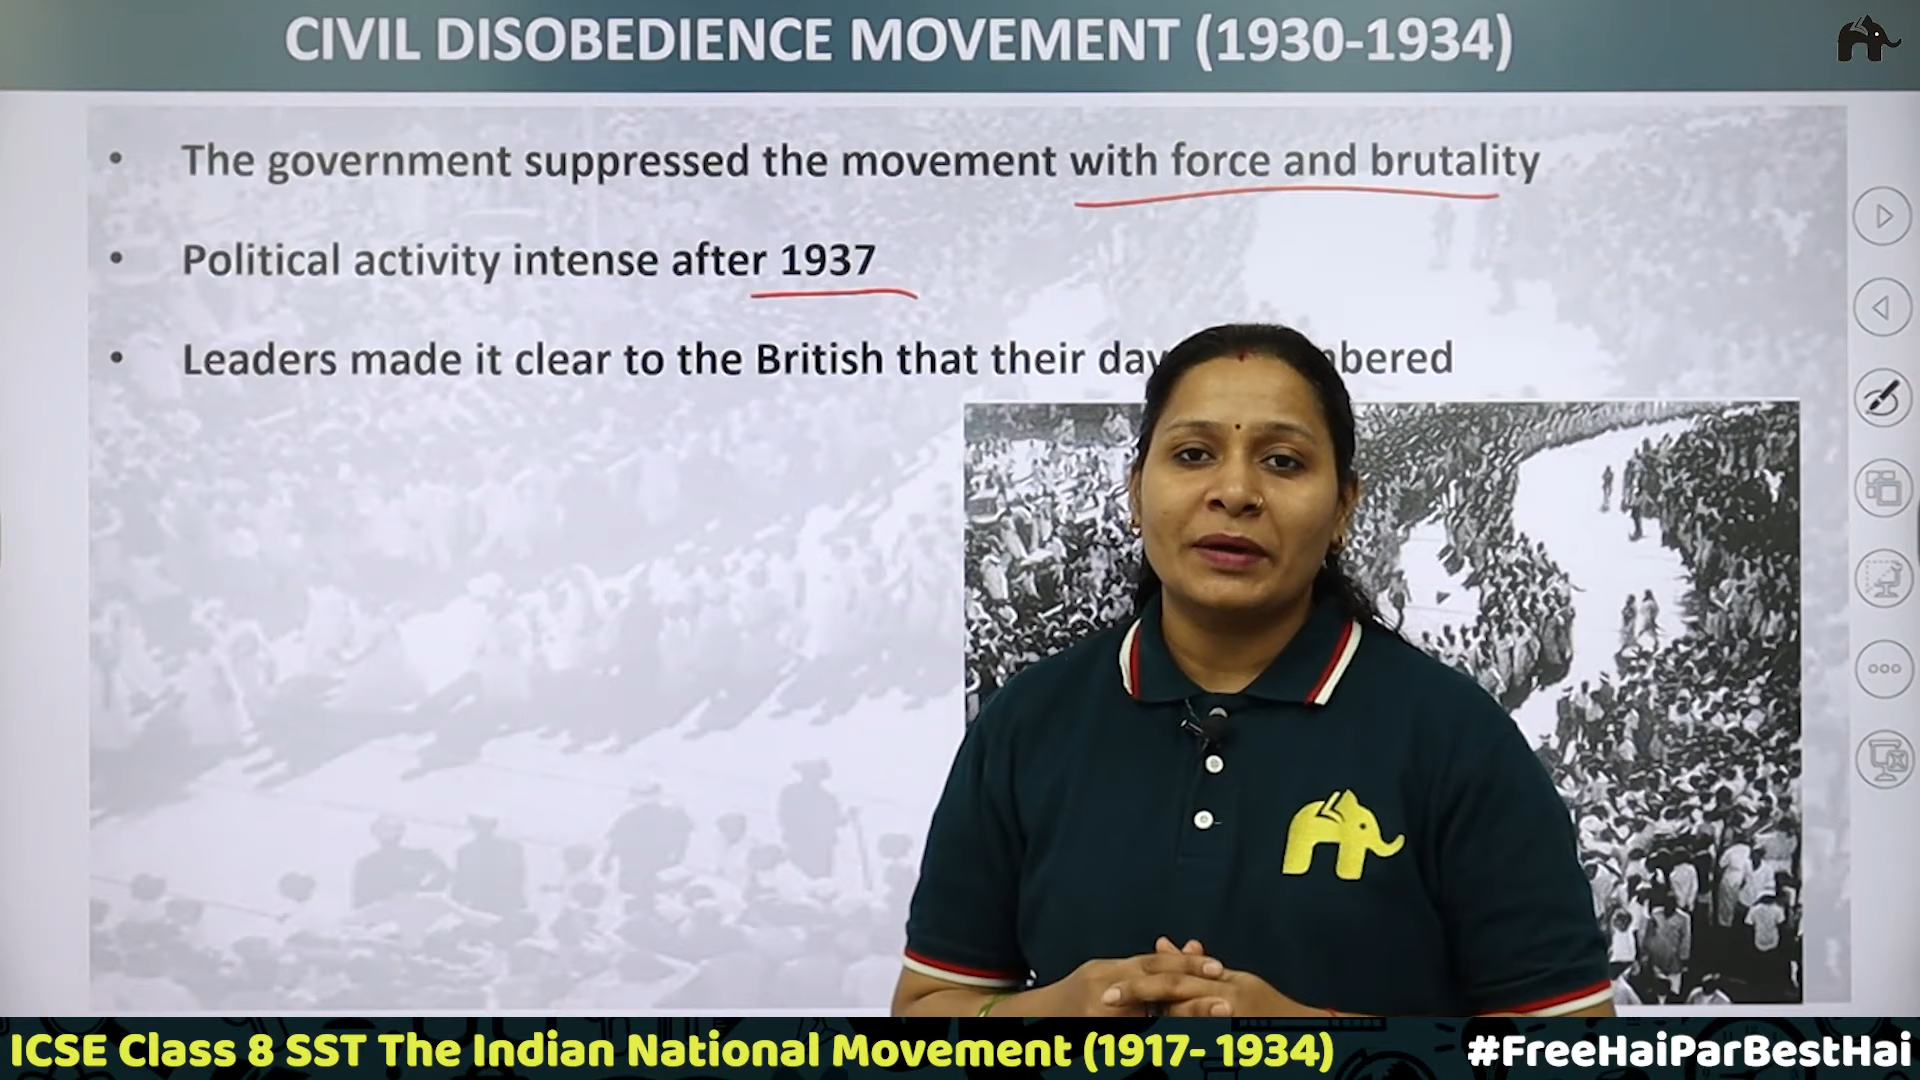 CIVIL DISOBEDIENCE MOVEMENT (1930-1934)
• The government suppressed the movement with force and brutality
• Political activity intense after 1937
• Leaders made it clear to the British that their
ICSE Class 8 SST The Indian National Movement (1917- 1934)
#FreeHaiParBestHai